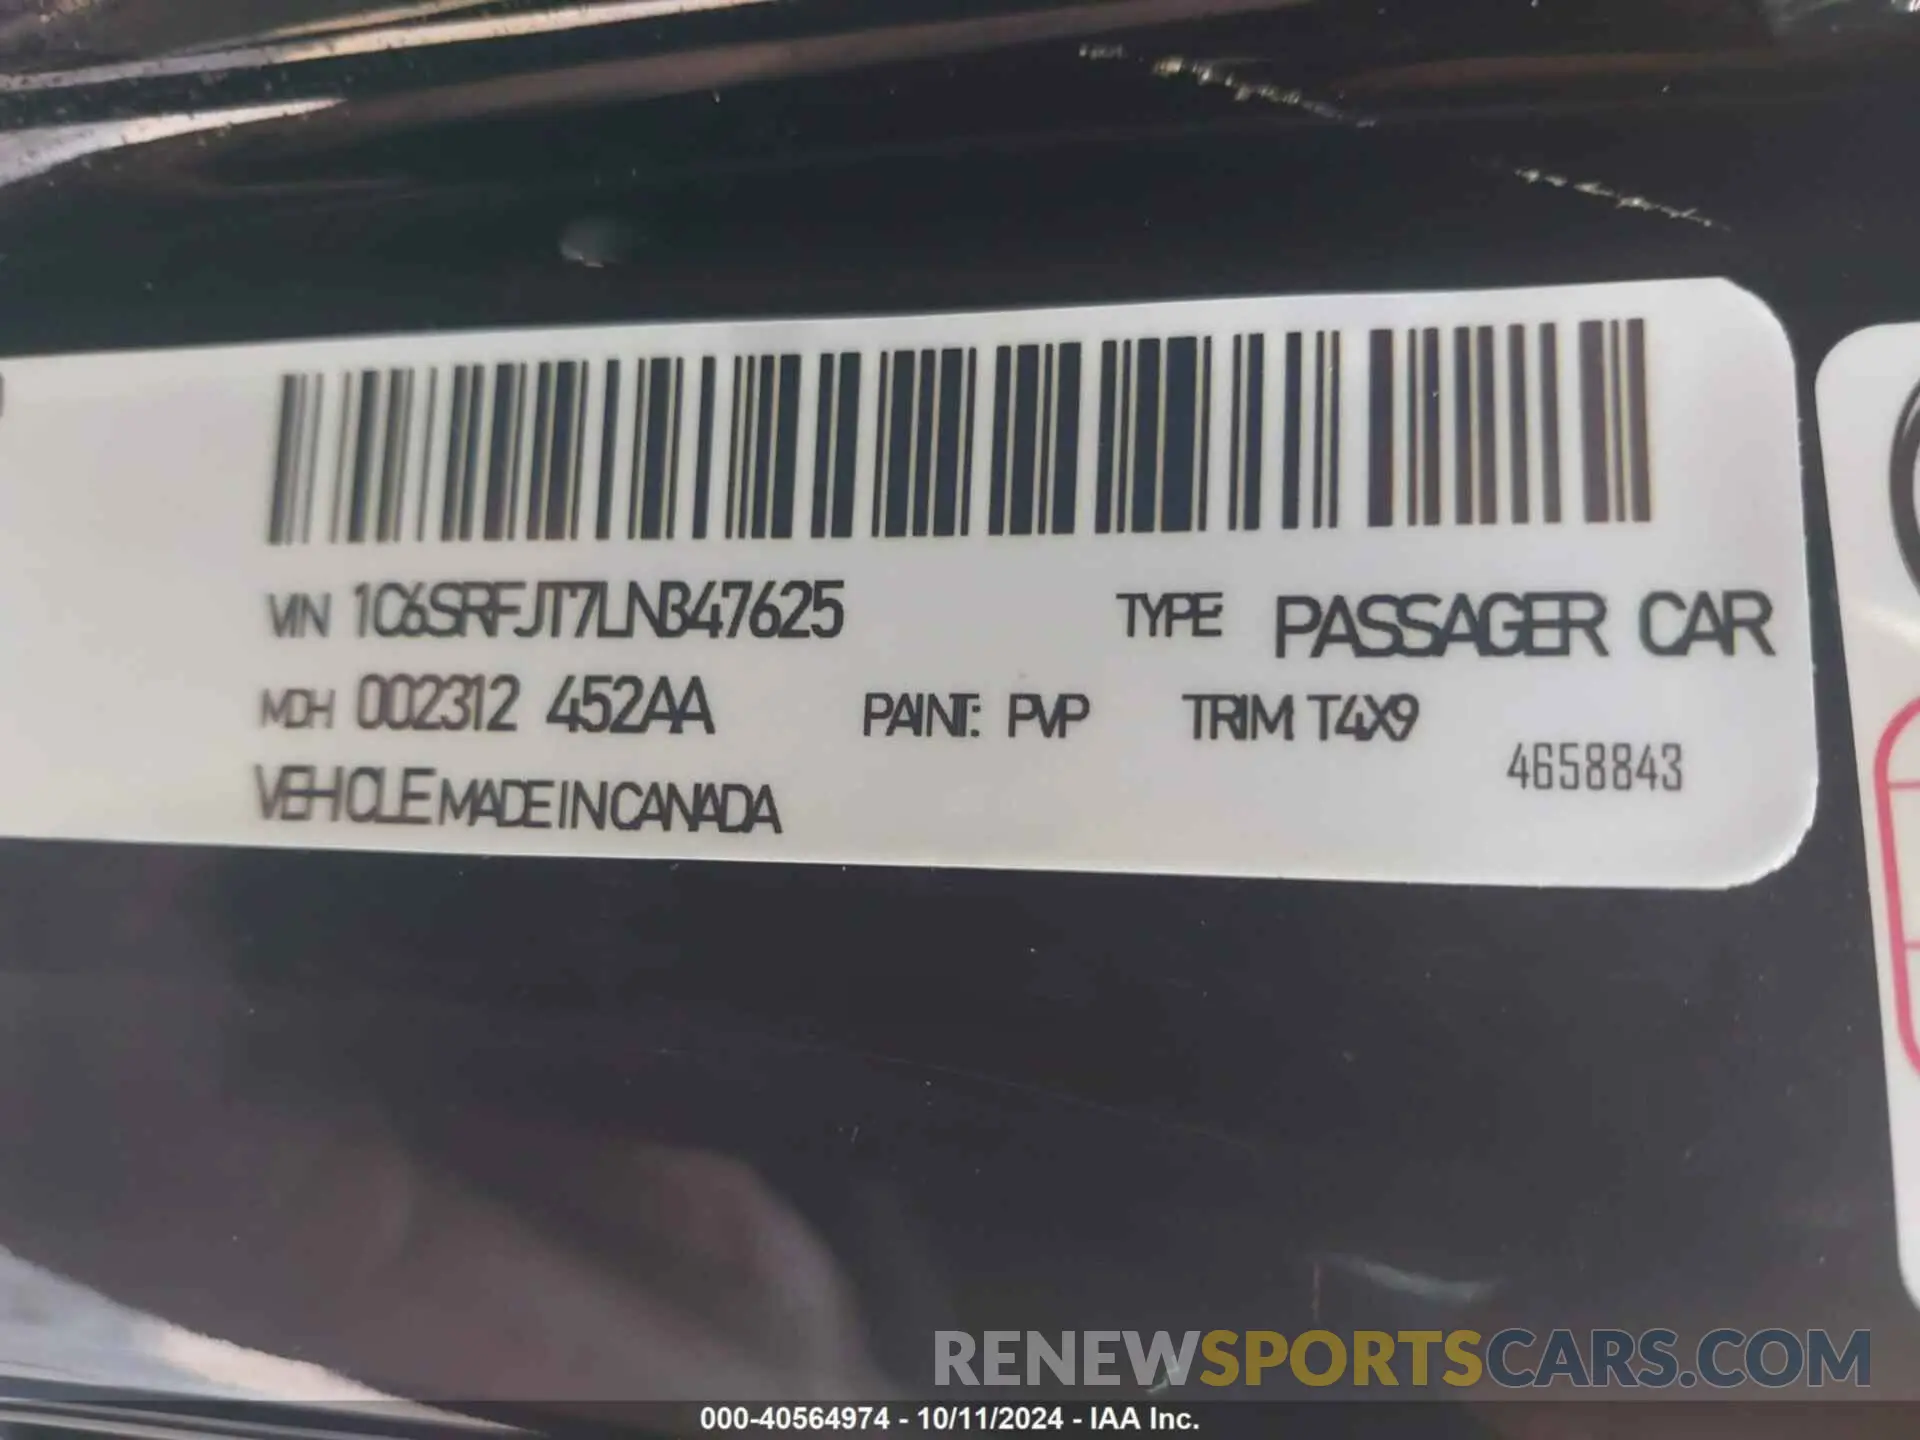 VIN 1C6SRFJT7LN347625 TYPE: PASSAGER CAR
MDH 002312 452AA PAINT: PVP TRIM T4X9
4658843
VEHICLE MADE IN CANADA
RENEWSPORTSCARS.COM
000-40564974 - 10/11/2024 - IAA Inc.